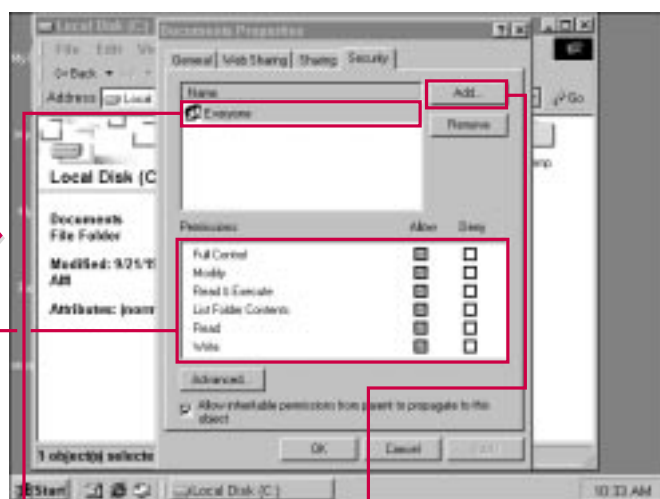 Local Disk (C:)
Documents Properties
File Edit
Back
Address Local
Go
General Web Sharing Sharing Security
Name
Add...
Everyone
Remove
Local Disk (C
Documents
File Folder
Modified: 9/21/1
AM
Attributes: (norm
Permissions: Allow Deny
Full Control
Modify
Read & Execute
List Folder Contents
Read
Write
Advanced...
Allow inheritable permissions from parent to propagate to this
object
OK Cancel
1 object(s) selecte
Start Local Disk (C:) 10:33 AM